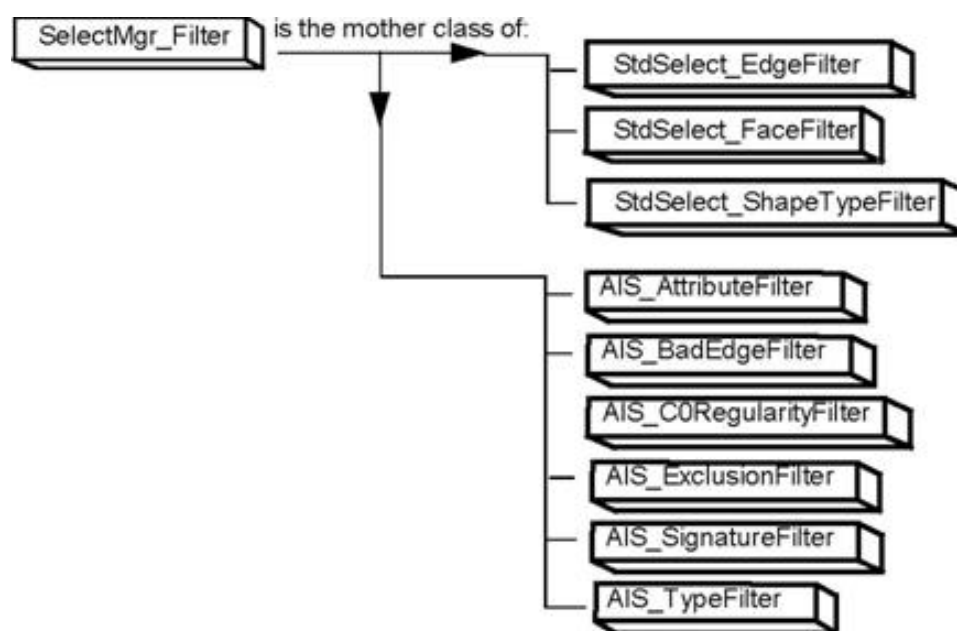 SelectMgr_Filter is the mother class of:
StdSelect_EdgeFilter
StdSelect_FaceFilter
StdSelect_ShapeTypeFilter
AIS_AttributeFilter
AIS_BadEdgeFilter
AIS_C0RegularityFilter
AIS_ExclusionFilter
AIS_SignatureFilter
AIS_TypeFilter